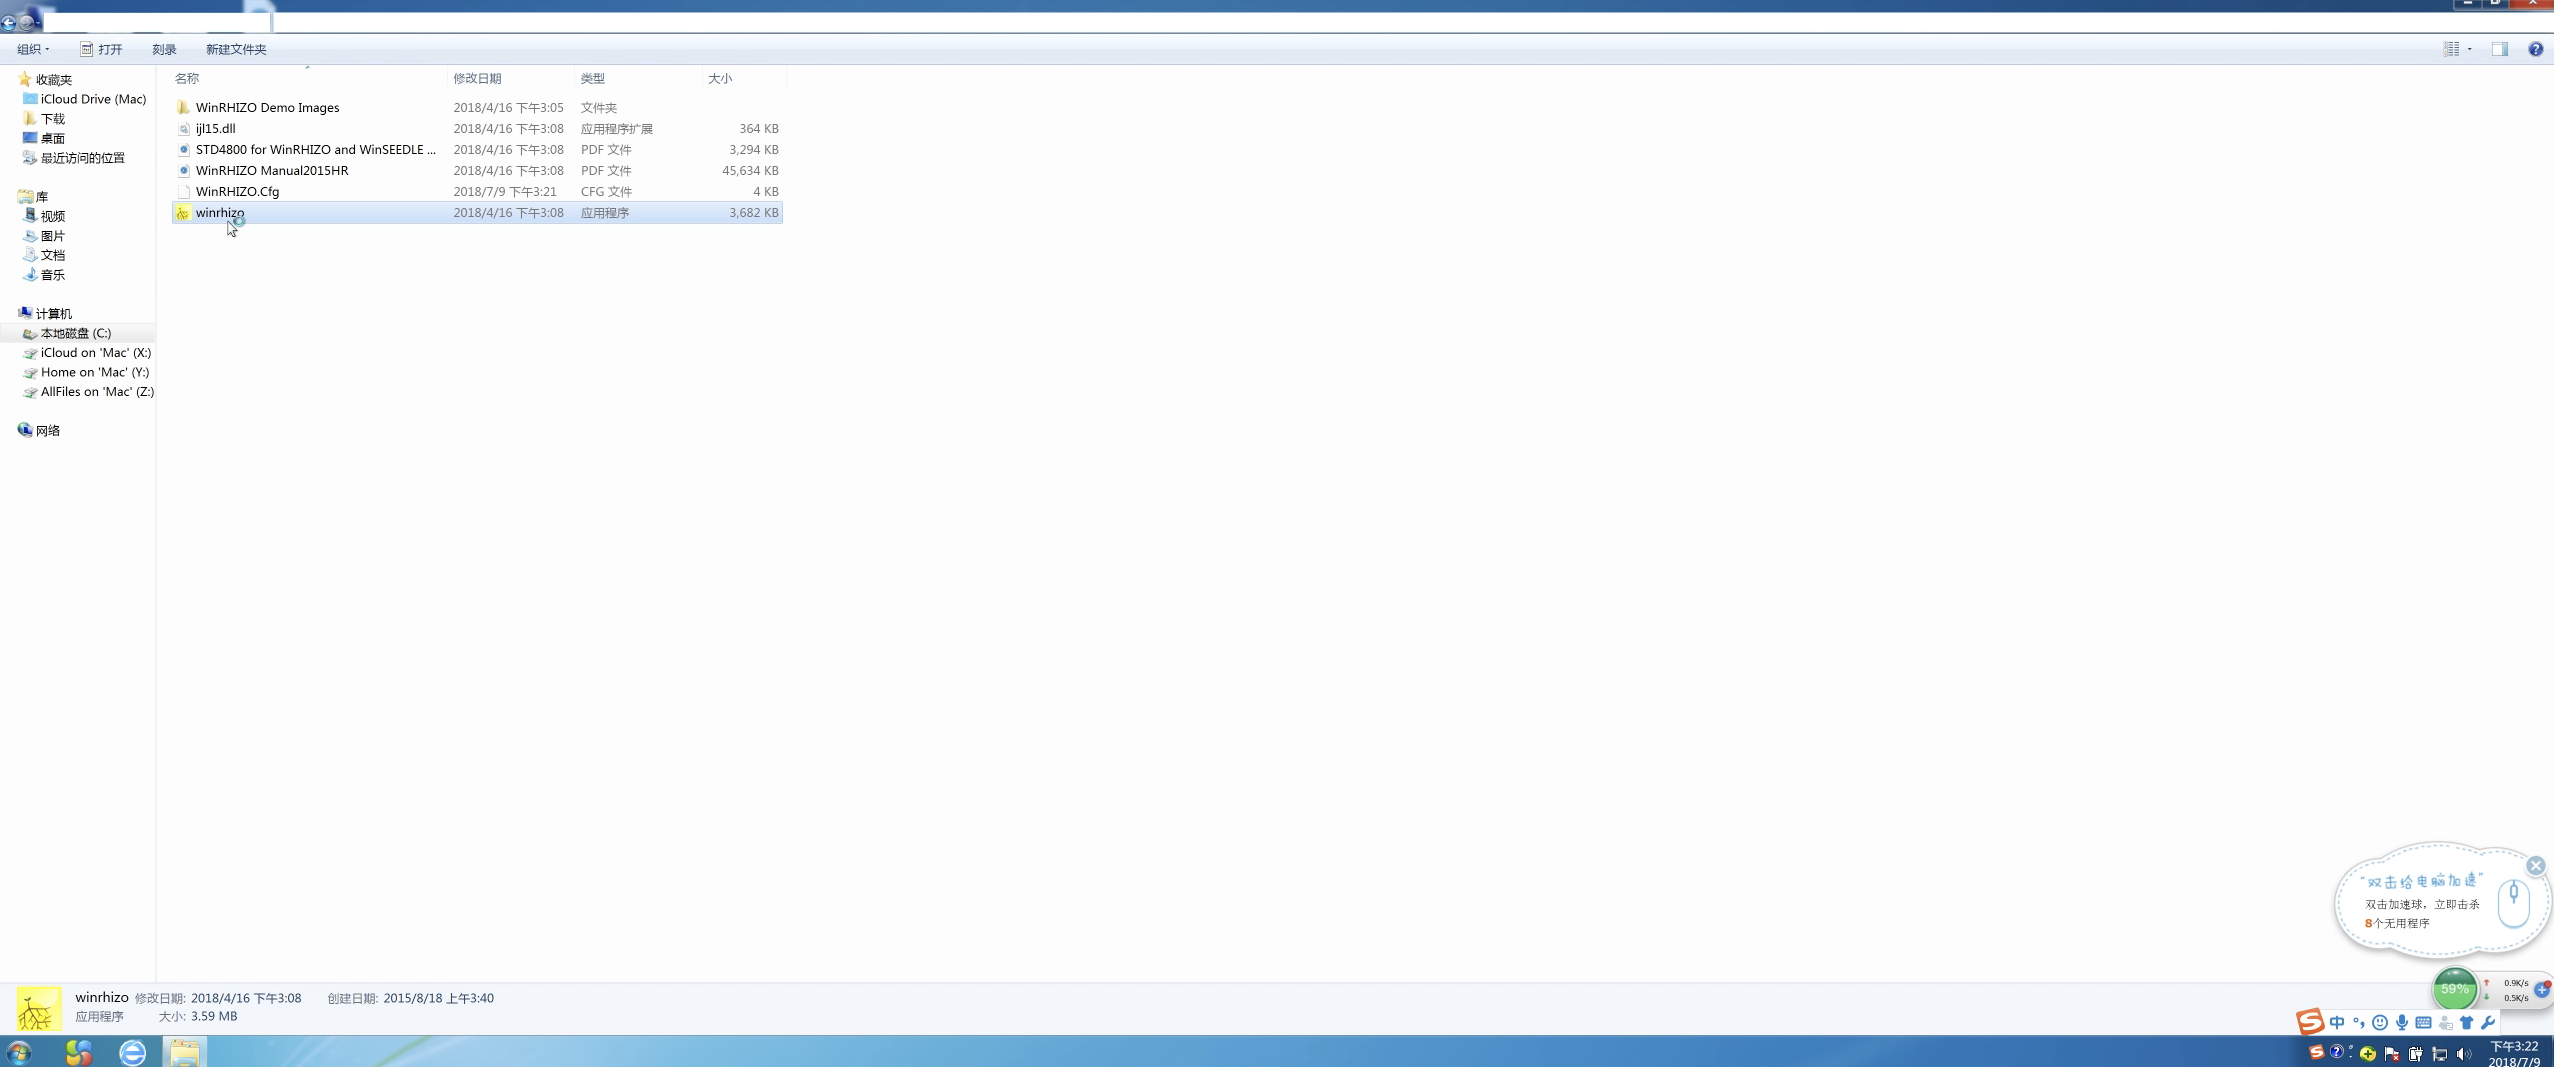 组织
打开
刻录
新建文件夹
名称 修改日期 类型 大小
收藏夹
iCloud Drive (Mac)
下载
桌面
最近访问的位置
库
视频
图片
文档
音乐
计算机
本地磁盘 (C:)
iCloud on 'Mac' (X:)
Home on 'Mac' (Y:)
AllFiles on 'Mac' (Z:)
网络
WinRHIZO Demo Images 2018/4/16 下午3:05 文件夹
ijl15.dll 2018/4/16 下午3:08 应用程序扩展 364 KB
STD4800 for WinRHIZO and WinSEEDLE ... 2018/4/16 下午3:08 PDF 文件 3,294 KB
WinRHIZO Manual2015HR 2018/4/16 下午3:08 PDF 文件 45,634 KB
WinRHIZO.Cfg 2018/7/9 下午3:21 CFG 文件 4 KB
winrhizo 2018/4/16 下午3:08 应用程序 3,682 KB
“双击给电脑加速”
双击加速球，立即击杀
8个无用程序
59%
0.9K/s
0.5K/s
winrhizo 修改日期: 2018/4/16 下午3:08 创建日期: 2015/8/18 上午3:40
应用程序 大小: 3.59 MB
中
下午3:22
2018/7/9